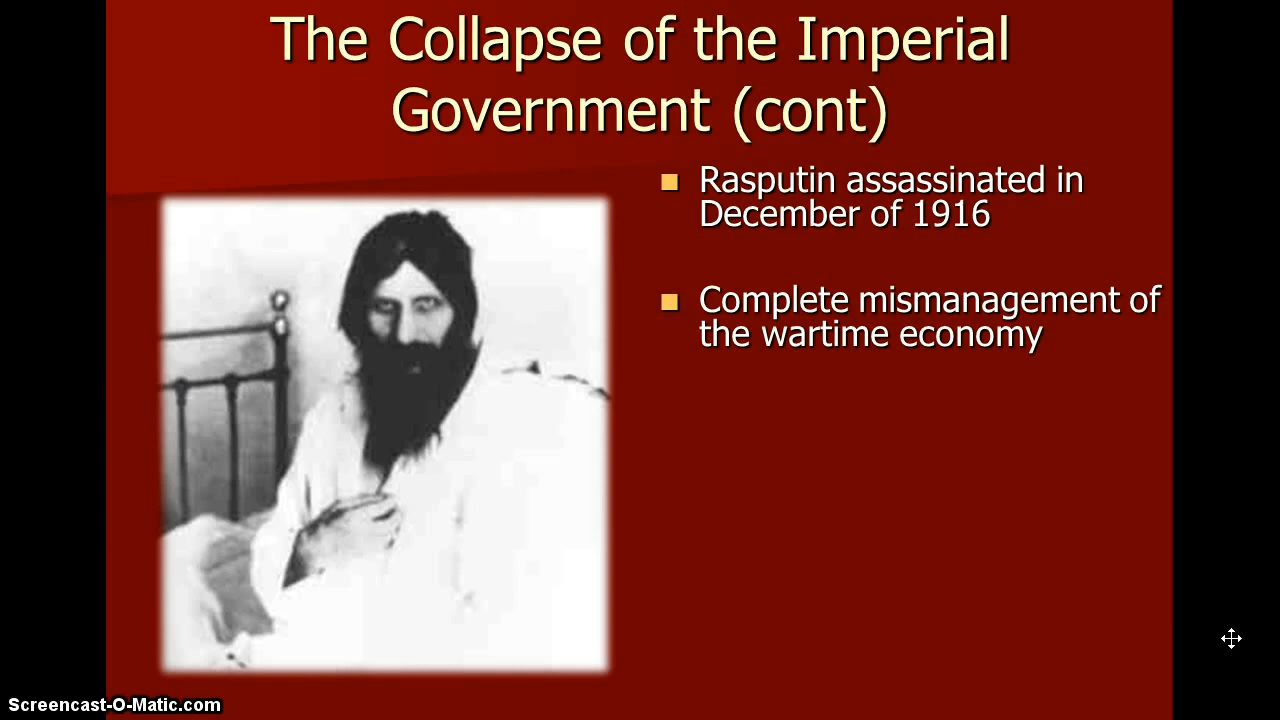 The Collapse of the Imperial
Government (cont)
Rasputin assassinated in
December of 1916
Complete mismanagement of
the wartime economy
Screencast-O-Matic.com